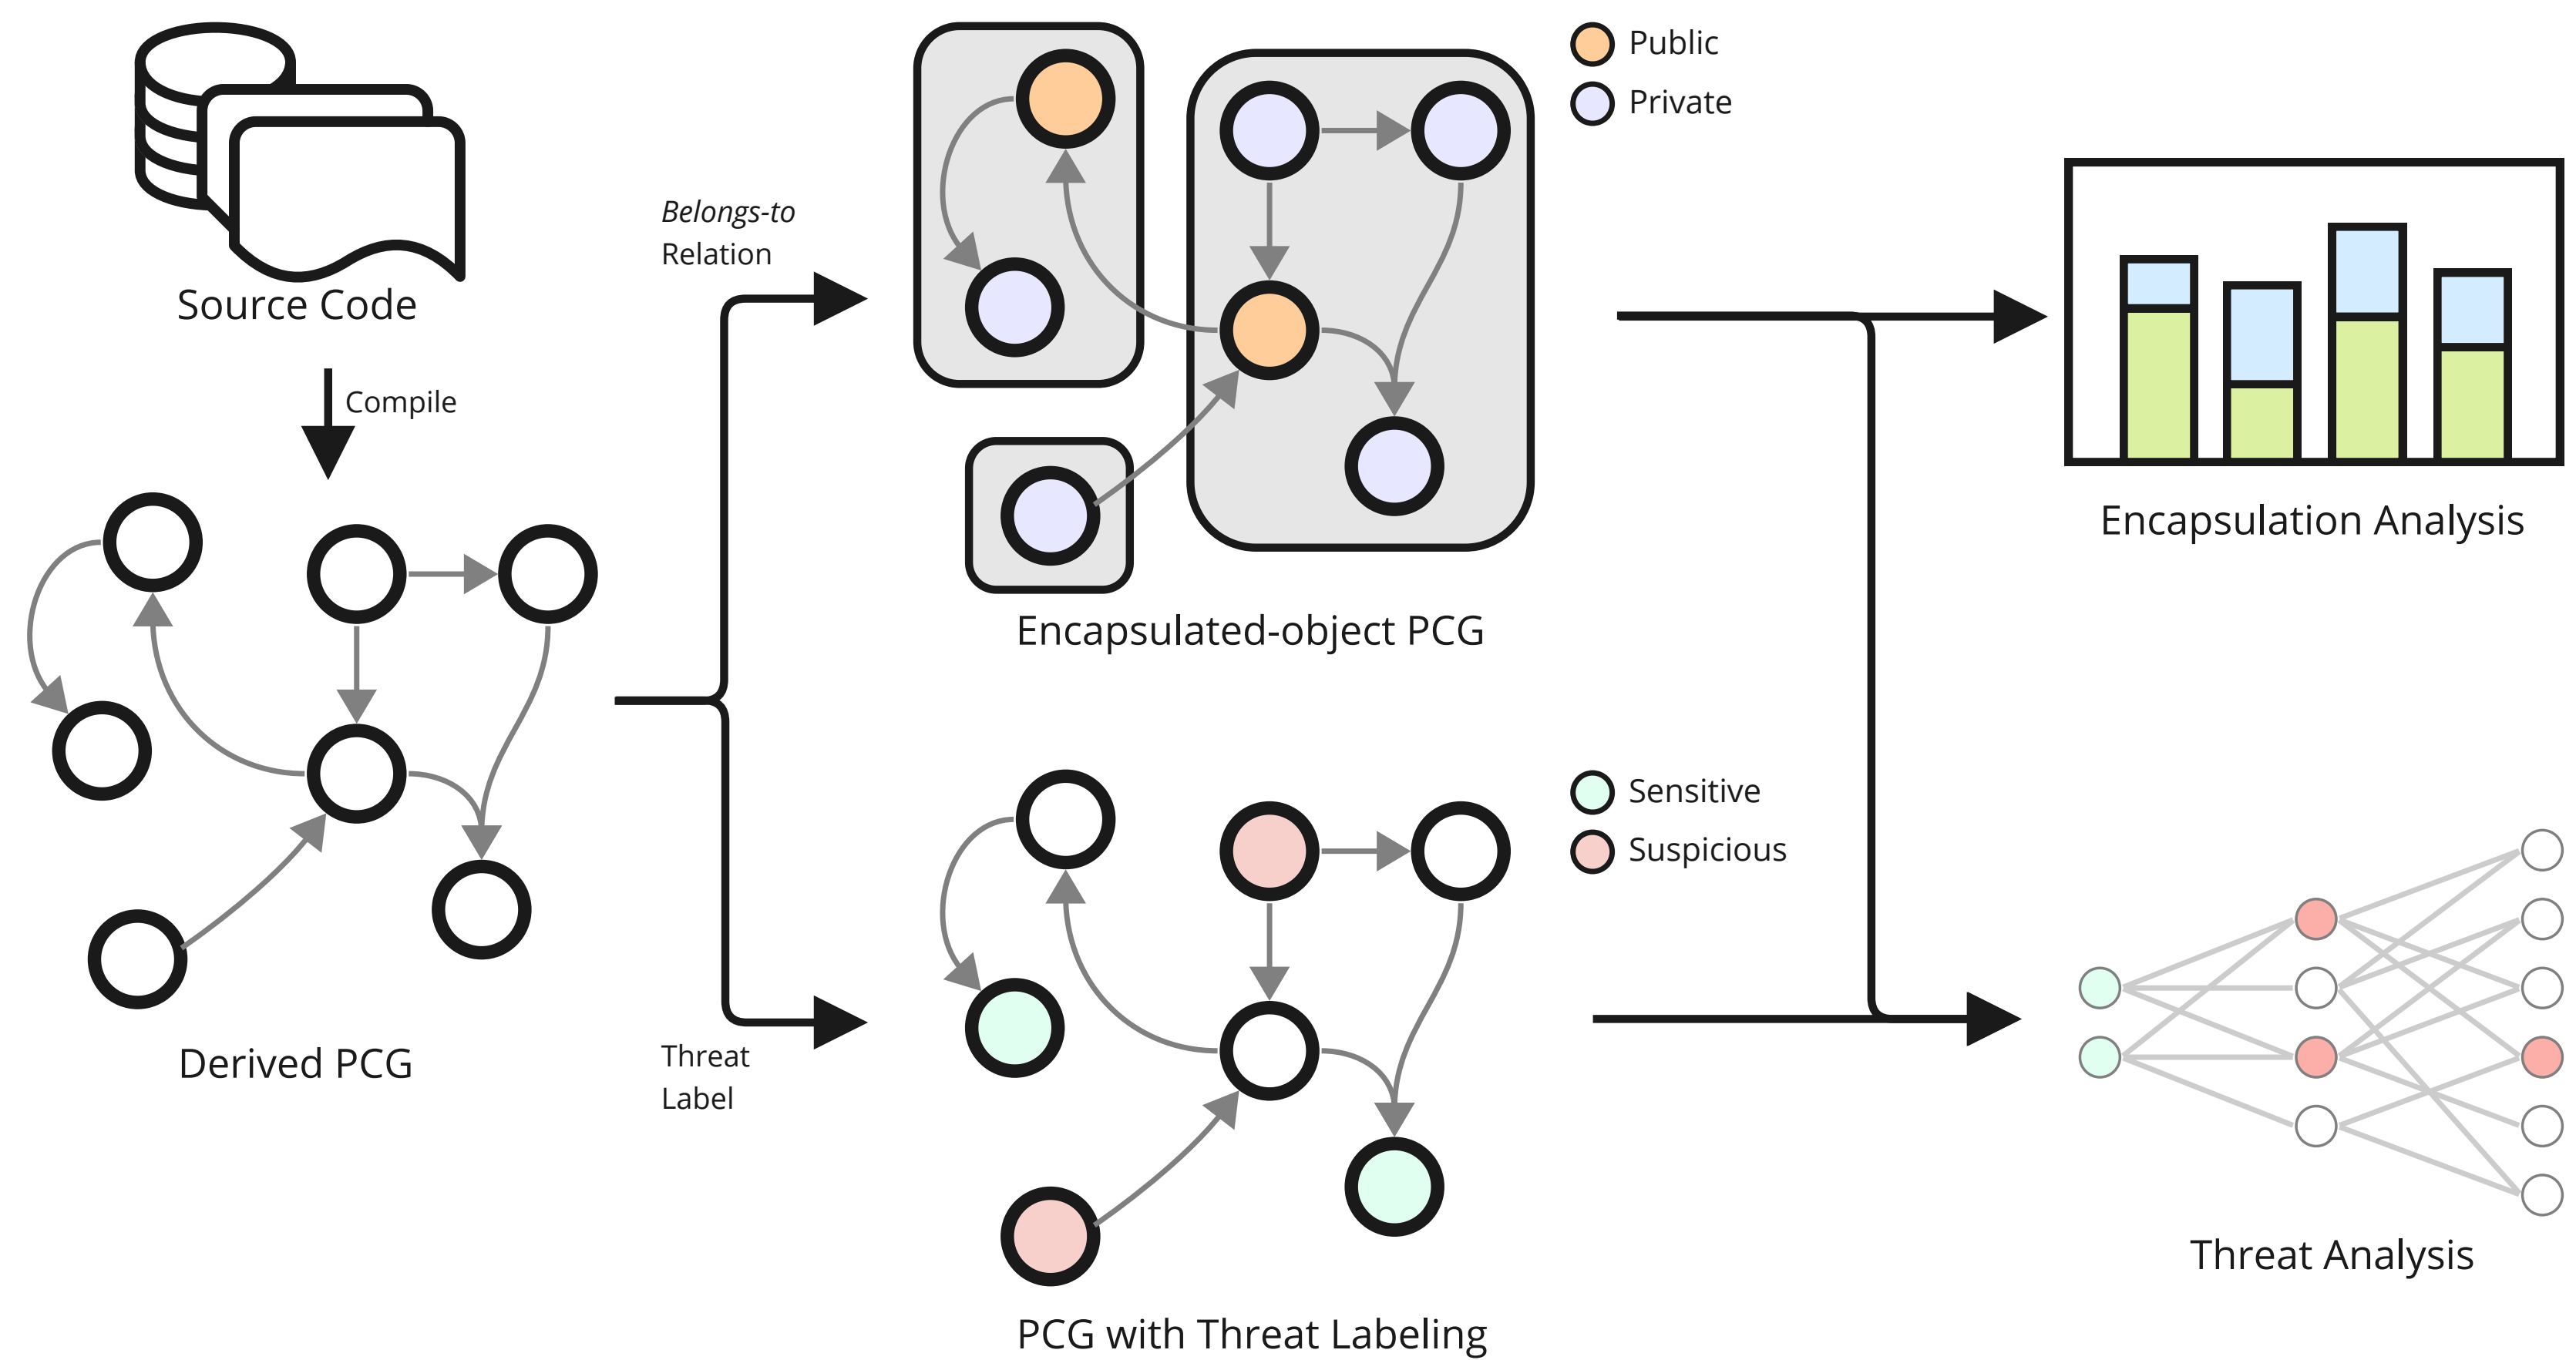 Source Code
Compile
Derived PCG
Belongs-to
Relation
Threat
Label
Public
Private
Encapsulated-object PCG
Sensitive
Suspicious
PCG with Threat Labeling
Encapsulation Analysis
Threat Analysis